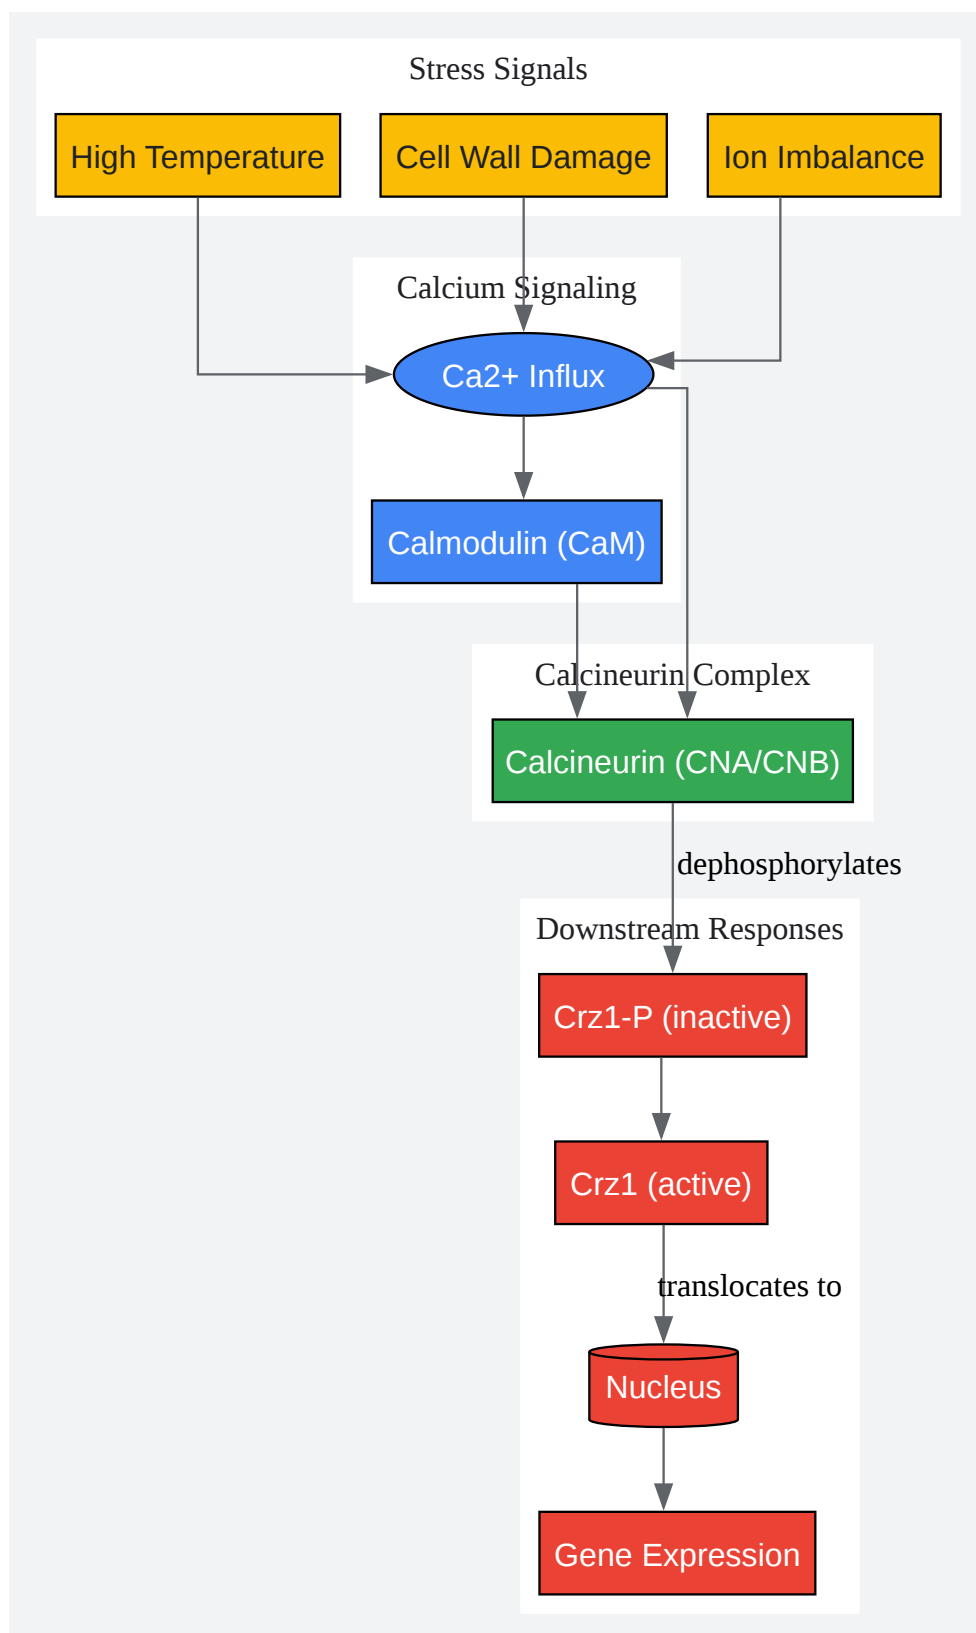 Stress Signals
High Temperature
Cell Wall Damage
Ion Imbalance
Calcium Signaling
Ca2+ Influx
Calmodulin (CaM)
Calcineurin Complex
Calcineurin (CNA/CNB)
dephosphorylates
Downstream Responses
Crz1-P (inactive)
Crz1 (active)
translocates to
Nucleus
Gene Expression